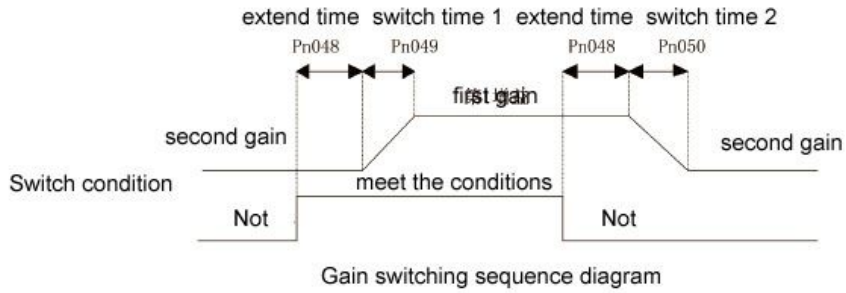 extend time switch time 1 extend time switch time 2
Pn048 Pn049 Pn048 Pn050
first gain
second gain
second gain
Switch condition
meet the conditions
Not
Not
Gain switching sequence diagram